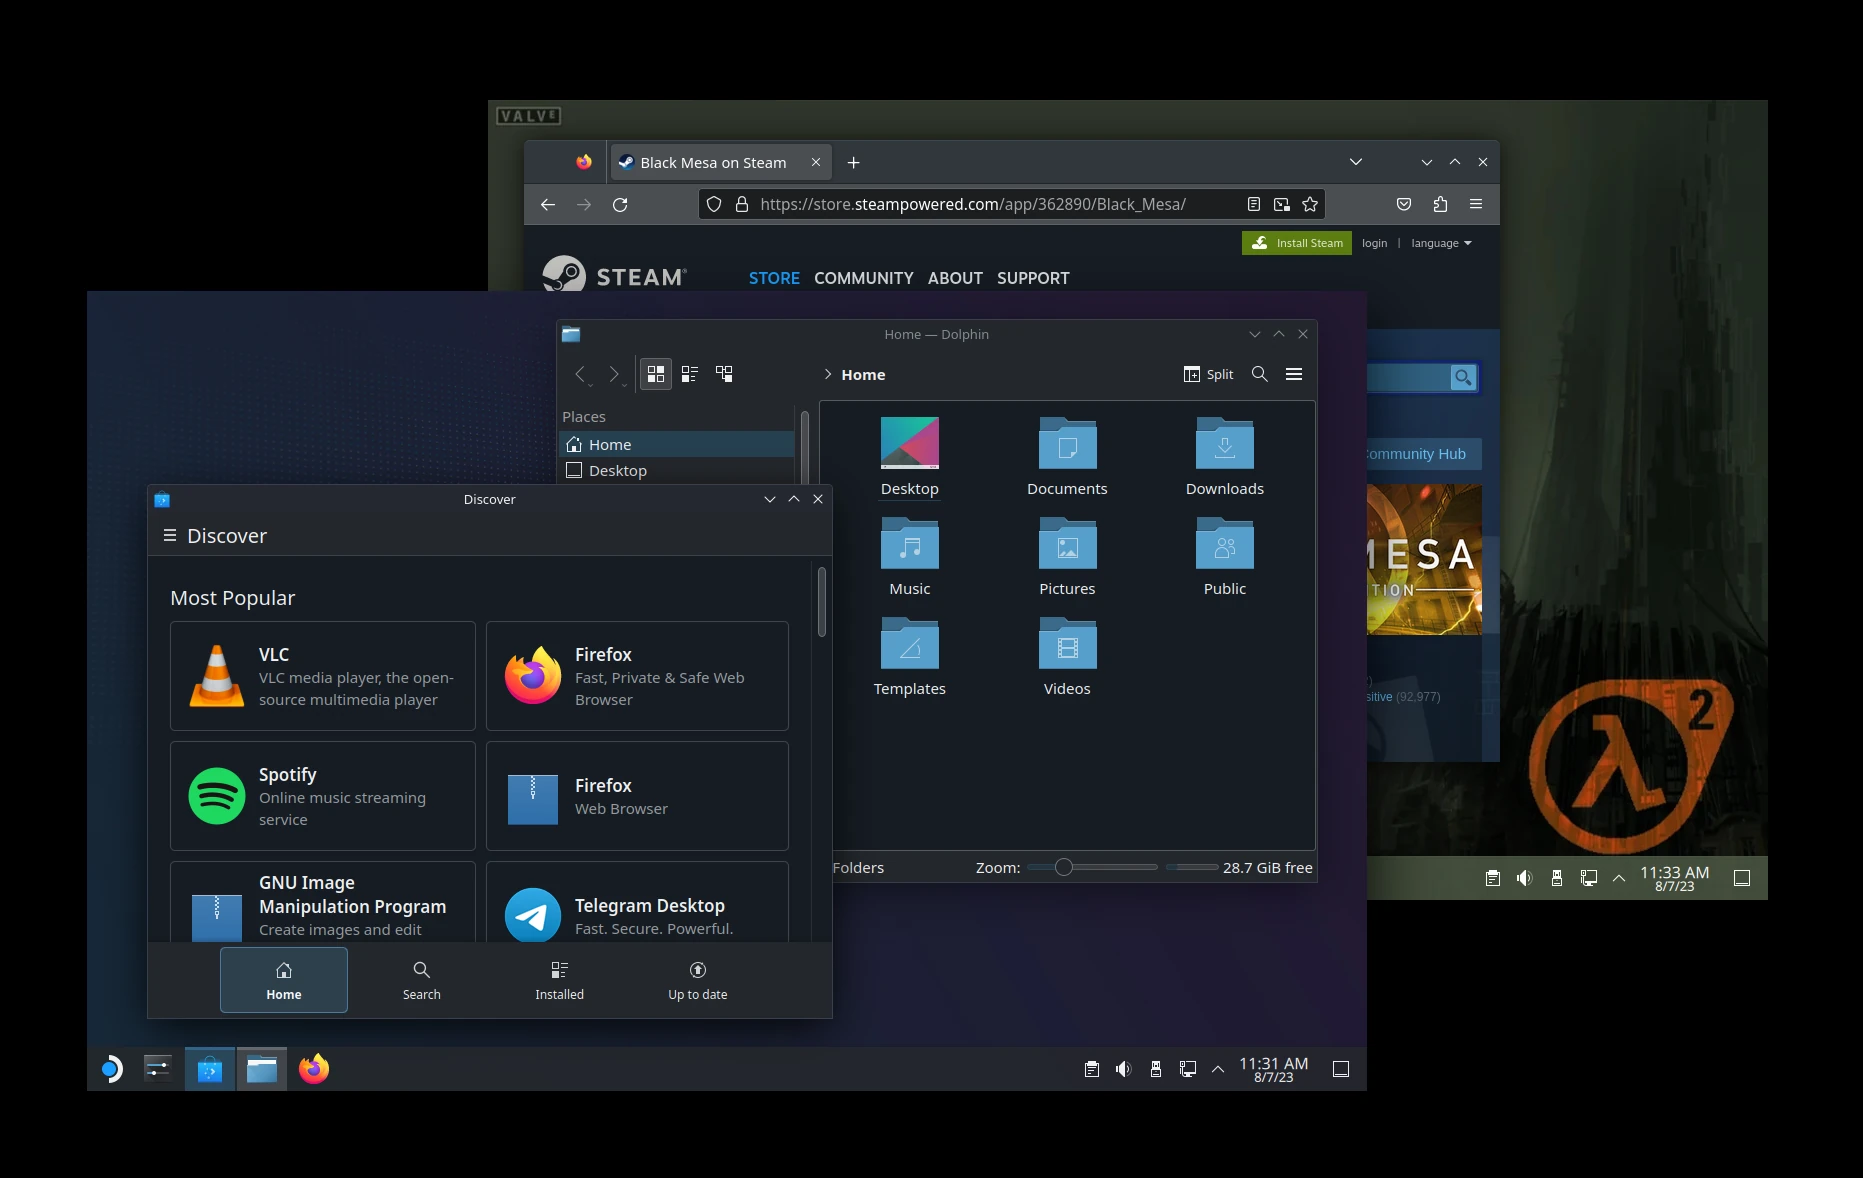 VALVE
Black Mesa on Steam
https://store.steampowered.com/app/362890/Black_Mesa/
Install Steam login | language
STEAM
STORE COMMUNITY ABOUT SUPPORT
Community Hub
MESA
ITION
sitive (92,977)
2
11:33 AM
8/7/23
Home — Dolphin
Home
Split
Places
Home
Desktop
Desktop
Documents
Downloads
Music
Pictures
Public
Templates
Videos
Folders
Zoom:
28.7 GiB free
Discover
Discover
Most Popular
VLC
VLC media player, the open-
source multimedia player
Firefox
Fast, Private & Safe Web
Browser
Spotify
Online music streaming
service
Firefox
Web Browser
GNU Image
Manipulation Program
Create images and edit
Telegram Desktop
Fast. Secure. Powerful.
Home
Search
Installed
Up to date
11:31 AM
8/7/23